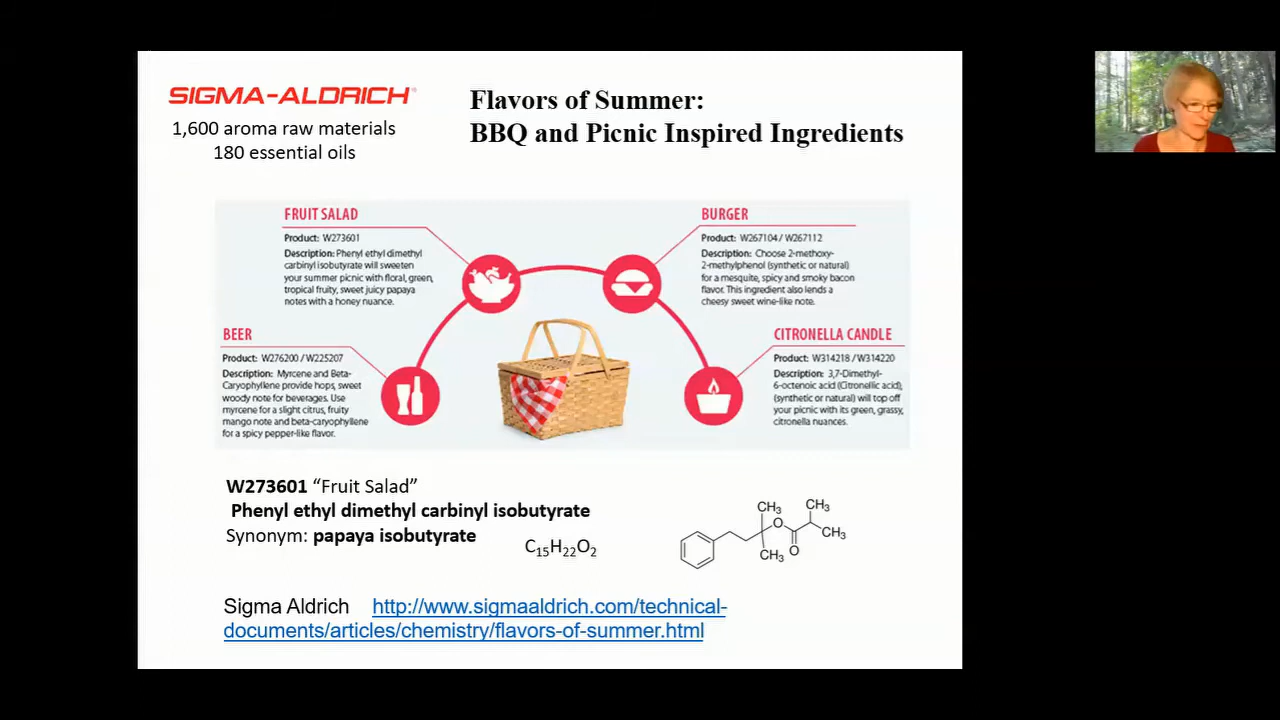 SIGMA-ALDRICH
1,600 aroma raw materials
180 essential oils
Flavors of Summer:
BBQ and Picnic Inspired Ingredients
FRUIT SALAD
Product: W273601
Description: Phenyl ethyl dimethyl
carbinyl isobutyrate will sweeten
your summer picnic with floral, green,
tropical fruity, sweet juicy papaya
notes with a honey nuance.
BURGER
Product: W267104 / W267112
Description: Choose 2-methoxy-
2-methylphenol (synthetic or natural)
for a mesquite, spicy and smoky bacon
flavor. This ingredient also lends a
cheesy sweet wine-like note.
BEER
Product: W276200 / W225207
Description: Myrcene and Beta-
Caryophyllene provide hops, sweet
woody note for beverages. Use
myrcene for a slight citrus, fruity
mango note and beta-caryophyllene
for a spicy pepper-like flavor.
CITRONELLA CANDLE
Product: W314218 / W314220
Description: 3,7-Dimethyl-
6-octenoic acid (Citronellic acid),
(synthetic or natural) will top off
your picnic with its green, grassy,
citronella nuances.
W273601 “Fruit Salad”
Phenyl ethyl dimethyl carbinyl isobutyrate
Synonym: papaya isobutyrate
C15H22O2
CH3
CH3
O
CH3
CH3
O
Sigma Aldrich http://www.sigmaaldrich.com/technical-
documents/articles/chemistry/flavors-of-summer.html